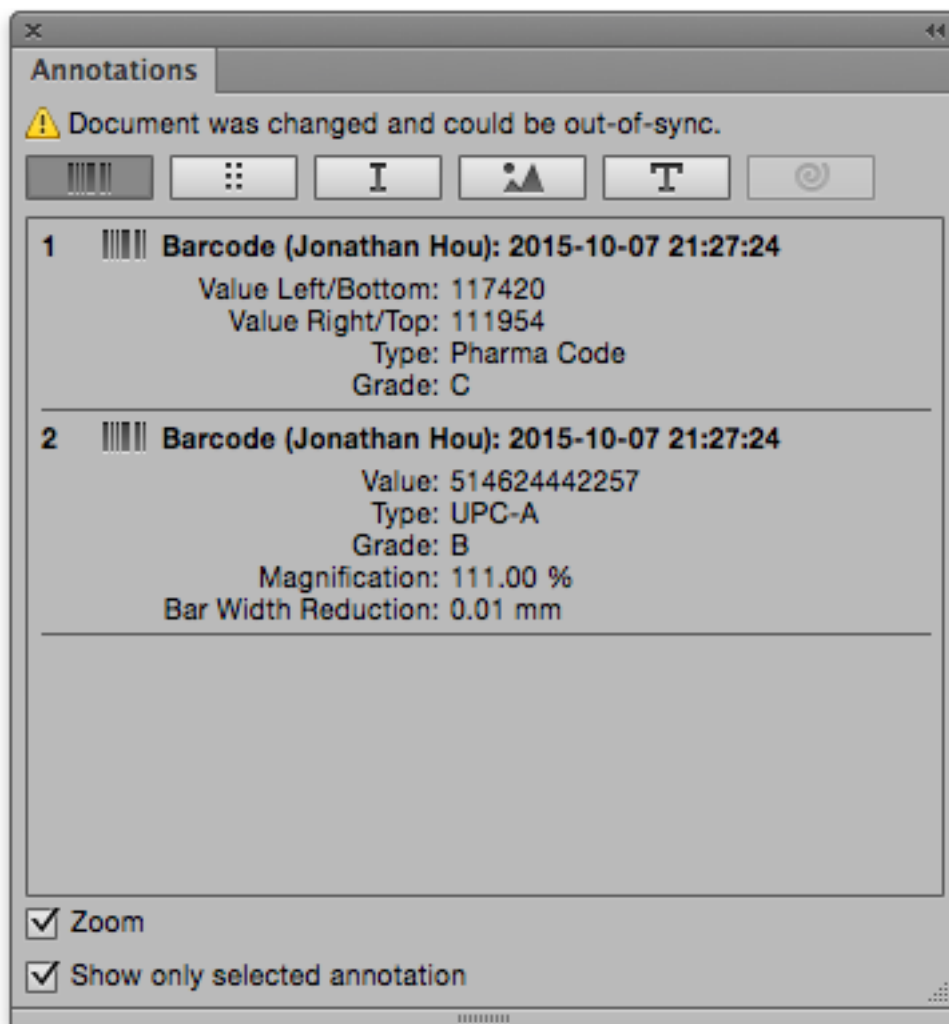 Annotations
Document was changed and could be out-of-sync.
1 Barcode (Jonathan Hou): 2015-10-07 21:27:24
Value Left/Bottom: 117420
Value Right/Top: 111954
Type: Pharma Code
Grade: C
2 Barcode (Jonathan Hou): 2015-10-07 21:27:24
Value: 514624442257
Type: UPC-A
Grade: B
Magnification: 111.00 %
Bar Width Reduction: 0.01 mm
Zoom
Show only selected annotation